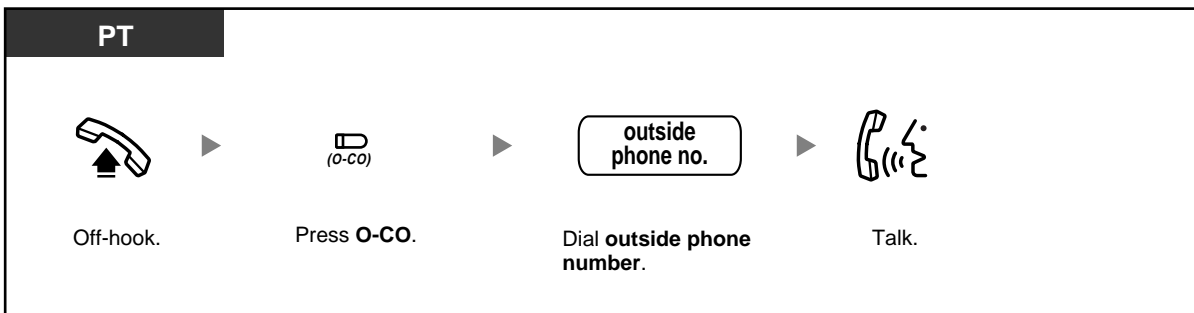 PT
(O-CO)
outside
phone no.
Off-hook.
Press O-CO.
Dial outside phone
number.
Talk.